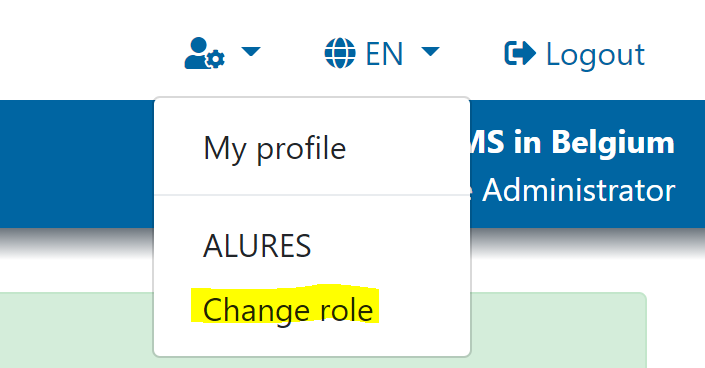 EN
Logout
My profile
MS in Belgium
Administrator
ALURES
Change role